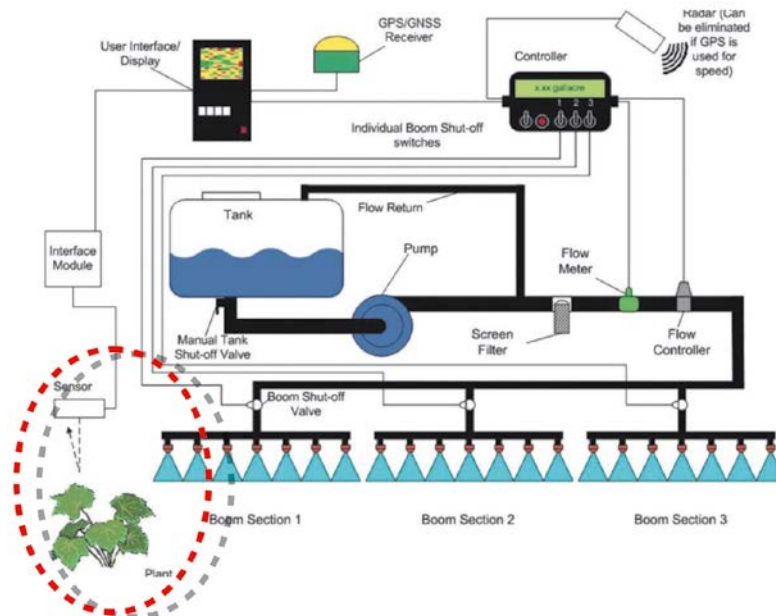 GPS/GNSS
Receiver
User Interface/
Display
Controller
Radar (Can
be eliminated
if GPS is
used for
speed)
x.xx gal/acre
1 2 3
Individual Boom Shut-off
switches
Tank
Flow Return
Interface
Module
Pump
Flow
Meter
Manual Tank
Shut-off Valve
Screen
Filter
Flow
Controller
Sensor
Boom Shut-off
Valve
Boom Section 1
Boom Section 2
Boom Section 3
Plant